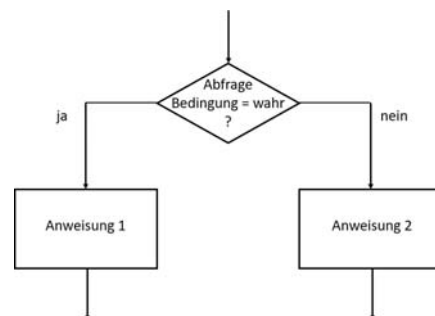 Abfrage
Bedingung = wahr
?
ja
nein
Anweisung 1
Anweisung 2